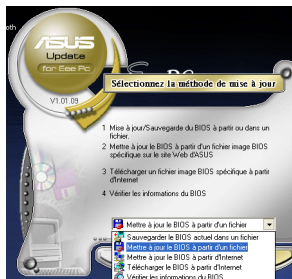 oth
ASUS
Update
for Eee Pc
V1.01.09
Sélectionnez la méthode de mise à jour
1 Mise à jour/Sauvegarde du BIOS à partir ou dans un
fichier.
2 Mettre à jour le BIOS à partir d'un fichier image BIOS
spécifique sur le site Web d'ASUS
3 Télécharger un fichier image BIOS spécifique à partir
d'Internet
4 Vérifier les informations du BIOS
Mettre à jour le BIOS à partir d'un fichier
Sauvegarder le BIOS actuel dans un fichier
Mettre à jour le BIOS à partir d'un fichier
Mettre à jour le BIOS à partir d'Internet
Télécharger le BIOS à partir d'Internet
Vérifier les informations du BIOS